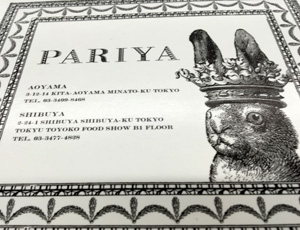 PARIYA
AOYAMA
3-12-14 KITA-AOYAMA MINATO-KU TOKYO
TEL. 03-3409-8468
SHIBUYA
2-24-1 SHIBUYA SHIBUYA-KU TOKYO
TOKYU TOYOKO FOOD SHOW B1 FLOOR
TEL. 03-3477-4828